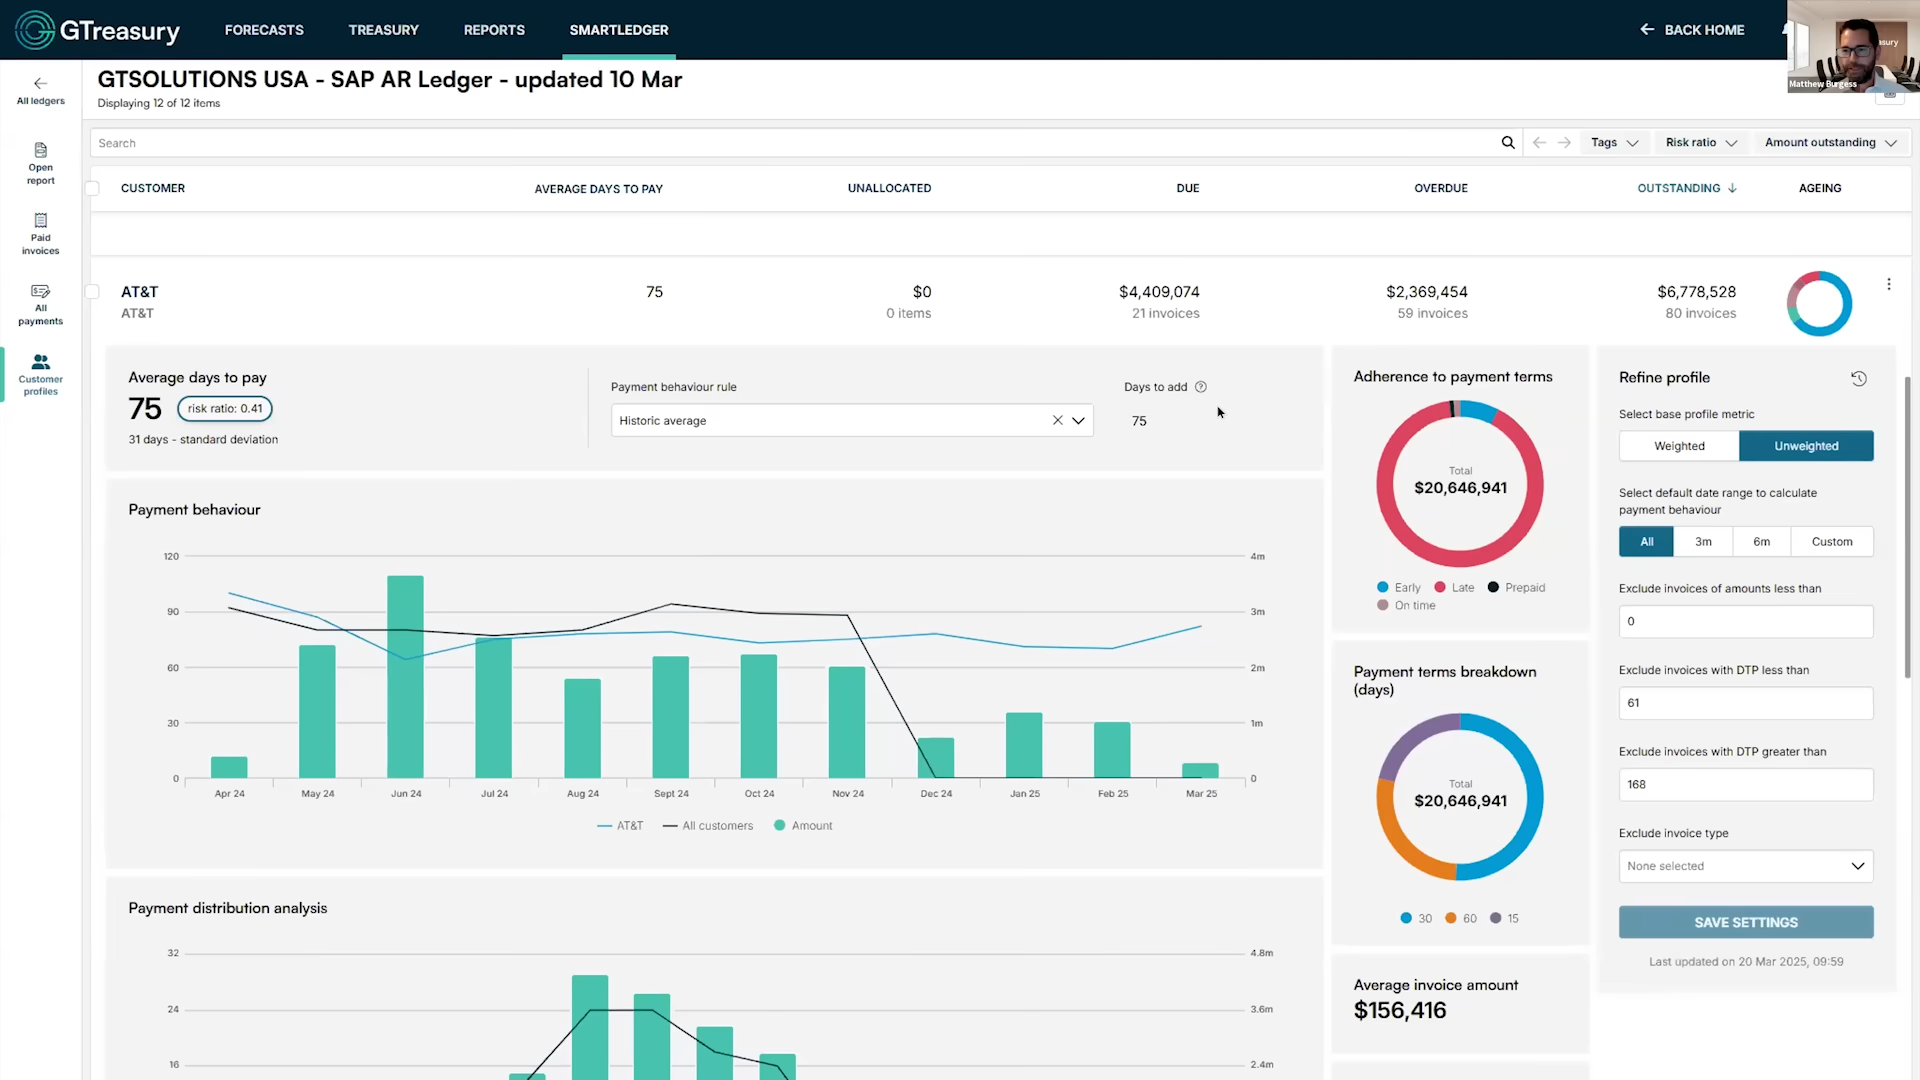 GTreasury
FORECASTS
TREASURY
REPORTS
SMARTLEDGER
BACK HOME
Matthew Burgess
All ledgers
GTSOLUTIONS USA - SAP AR Ledger - updated 10 Mar
Displaying 12 of 12 items
Search
Tags
Risk ratio
Amount outstanding
Open
report
Paid
invoices
All
payments
Customer
profiles
CUSTOMER
AVERAGE DAYS TO PAY
UNALLOCATED
DUE
OVERDUE
OUTSTANDING
AGEING
AT&T
AT&T
75
$0
0 items
$4,409,074
21 invoices
$2,369,454
59 invoices
$6,778,528
80 invoices
Average days to pay
75
risk ratio: 0.41
31 days - standard deviation
Payment behaviour rule
Historic average
Days to add
75
Payment behaviour
120
90
60
30
0
4m
3m
2m
1m
0
Apr 24
May 24
Jun 24
Jul 24
Aug 24
Sept 24
Oct 24
Nov 24
Dec 24
Jan 25
Feb 25
Mar 25
AT&T
All customers
Amount
Payment distribution analysis
32
24
16
4.8m
3.6m
2.4m
Adherence to payment terms
Total
$20,646,941
Early
Late
Prepaid
On time
Payment terms breakdown
(days)
Total
$20,646,941
30
60
15
Average invoice amount
$156,416
Refine profile
Select base profile metric
Weighted
Unweighted
Select default date range to calculate
payment behaviour
All
3m
6m
Custom
Exclude invoices of amounts less than
0
Exclude invoices with DTP less than
61
Exclude invoices with DTP greater than
168
Exclude invoice type
None selected
SAVE SETTINGS
Last updated on 20 Mar 2025, 09:59